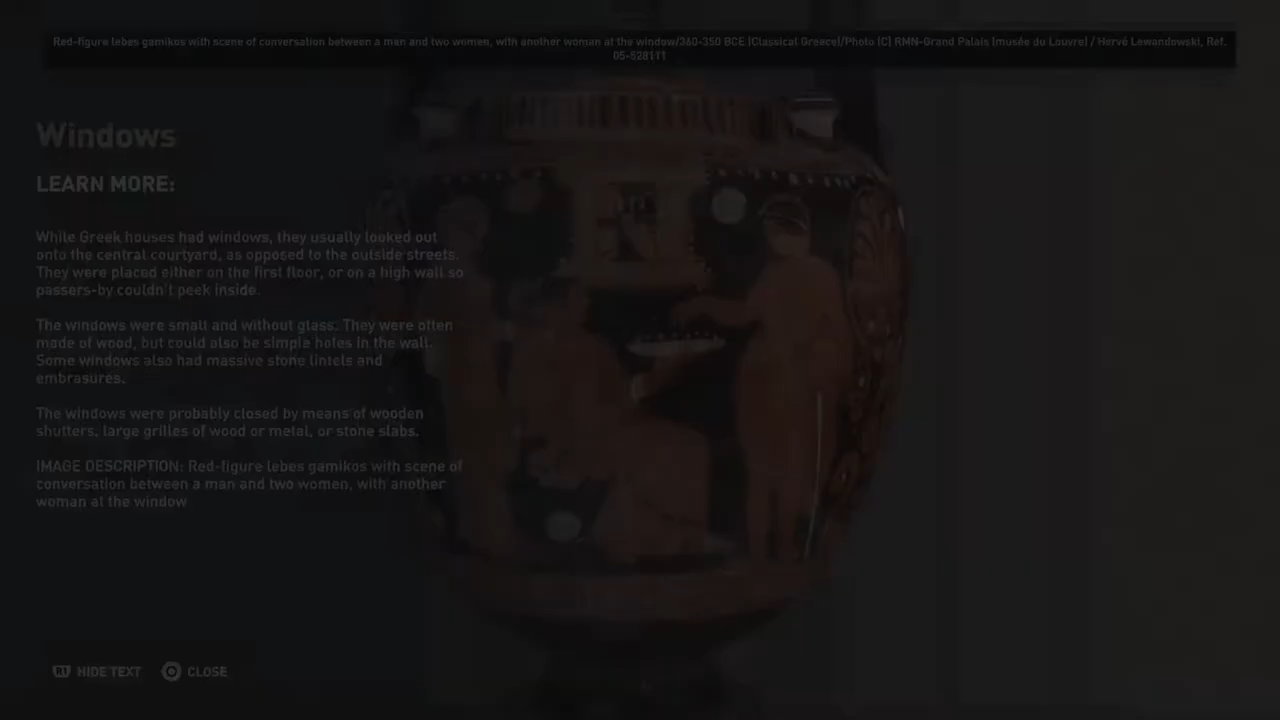 Red-figure lebes gamikos with scene of conversation between a man and two women, with another woman at the window/360-350 BCE (Classical Greece)/Photo (C) RMN-Grand Palais (musée du Louvre) / Hervé Lewandowski, Ref.
05-528111
Windows
LEARN MORE:
While Greek houses had windows, they usually looked out
onto the central courtyard, as opposed to the outside streets.
They were placed either on the first floor, or on a high wall so
passers-by couldn't peek inside.
The windows were small and without glass. They were often
made of wood, but could also be simple holes in the wall.
Some windows also had massive stone lintels and
embrasures.
The windows were probably closed by means of wooden
shutters, large grilles of wood or metal, or stone slabs.
IMAGE DESCRIPTION: Red-figure lebes gamikos with scene of
conversation between a man and two women, with another
woman at the window
R1 HIDE TEXT CLOSE